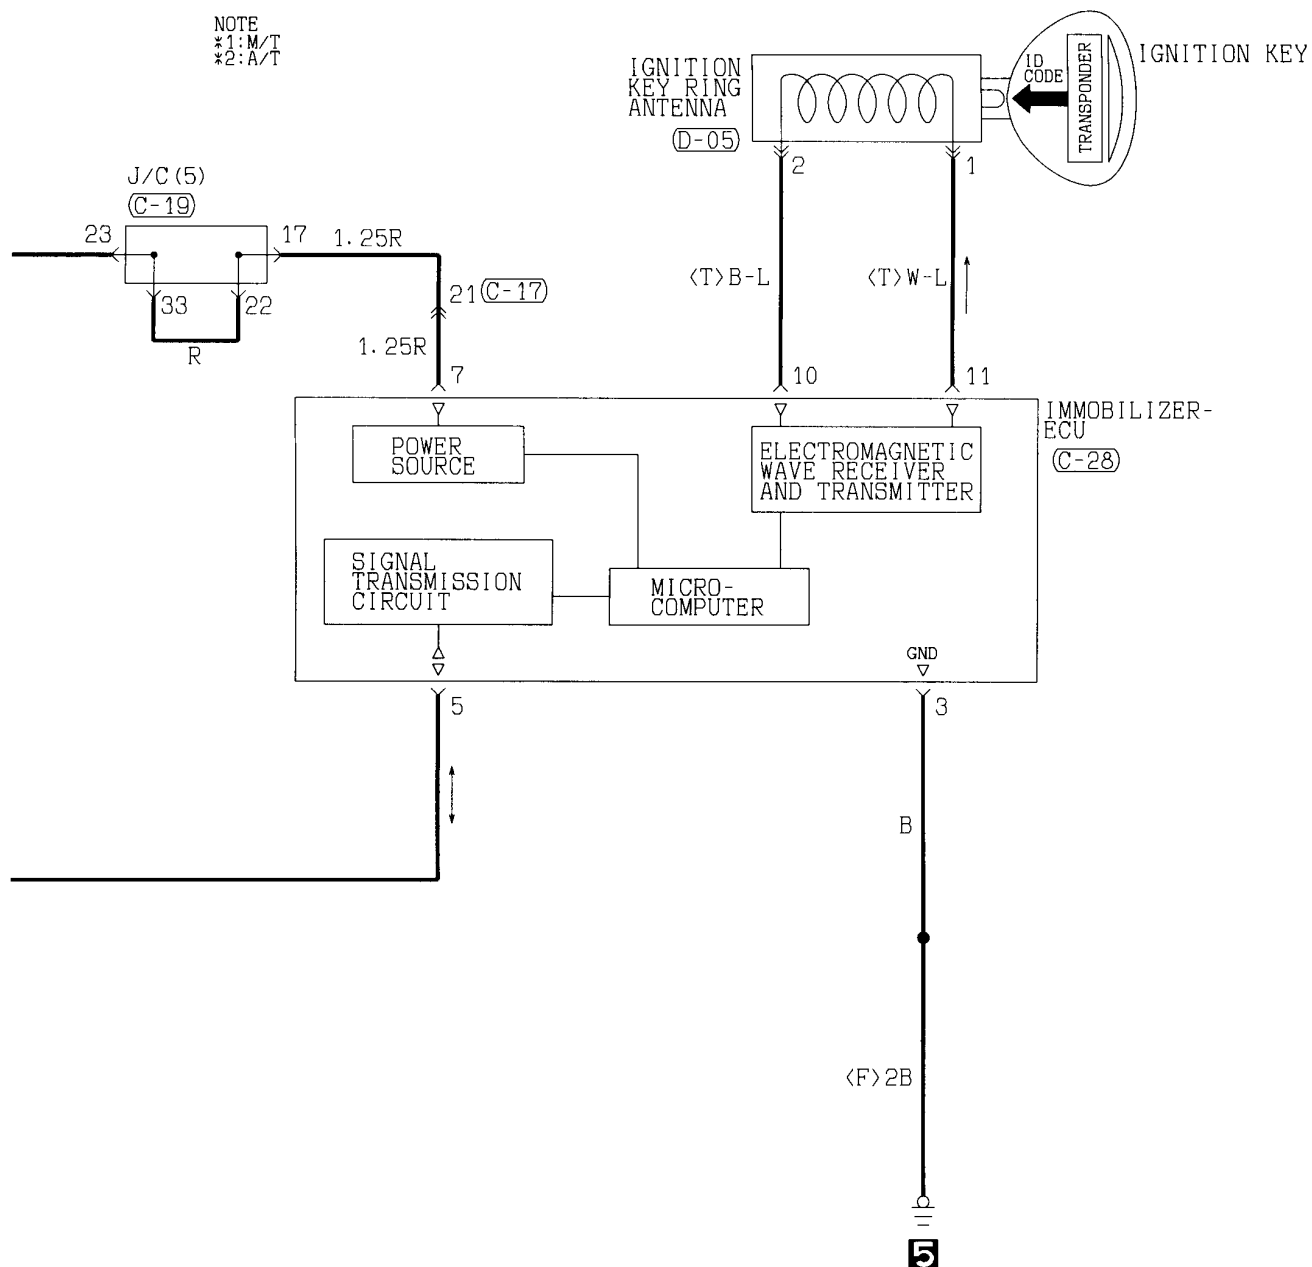 NOTE
*1:M/T
*2:A/T
IGNITION
KEY RING
ANTENNA
(D-05)
ID
CODE
TRANSPONDER
IGNITION KEY
2
1
J/C(5)
(C-19)
23
17
1.25R
33
22
R
21
(C-17)
1.25R
<T>B-L
<T>W-L
7
10
11
IMMOBILIZER-
ECU
(C-28)
POWER
SOURCE
ELECTROMAGNETIC
WAVE RECEIVER
AND TRANSMITTER
SIGNAL
TRANSMISSION
CIRCUIT
MICRO-
COMPUTER
GND
5
3
B
<F>2B
5